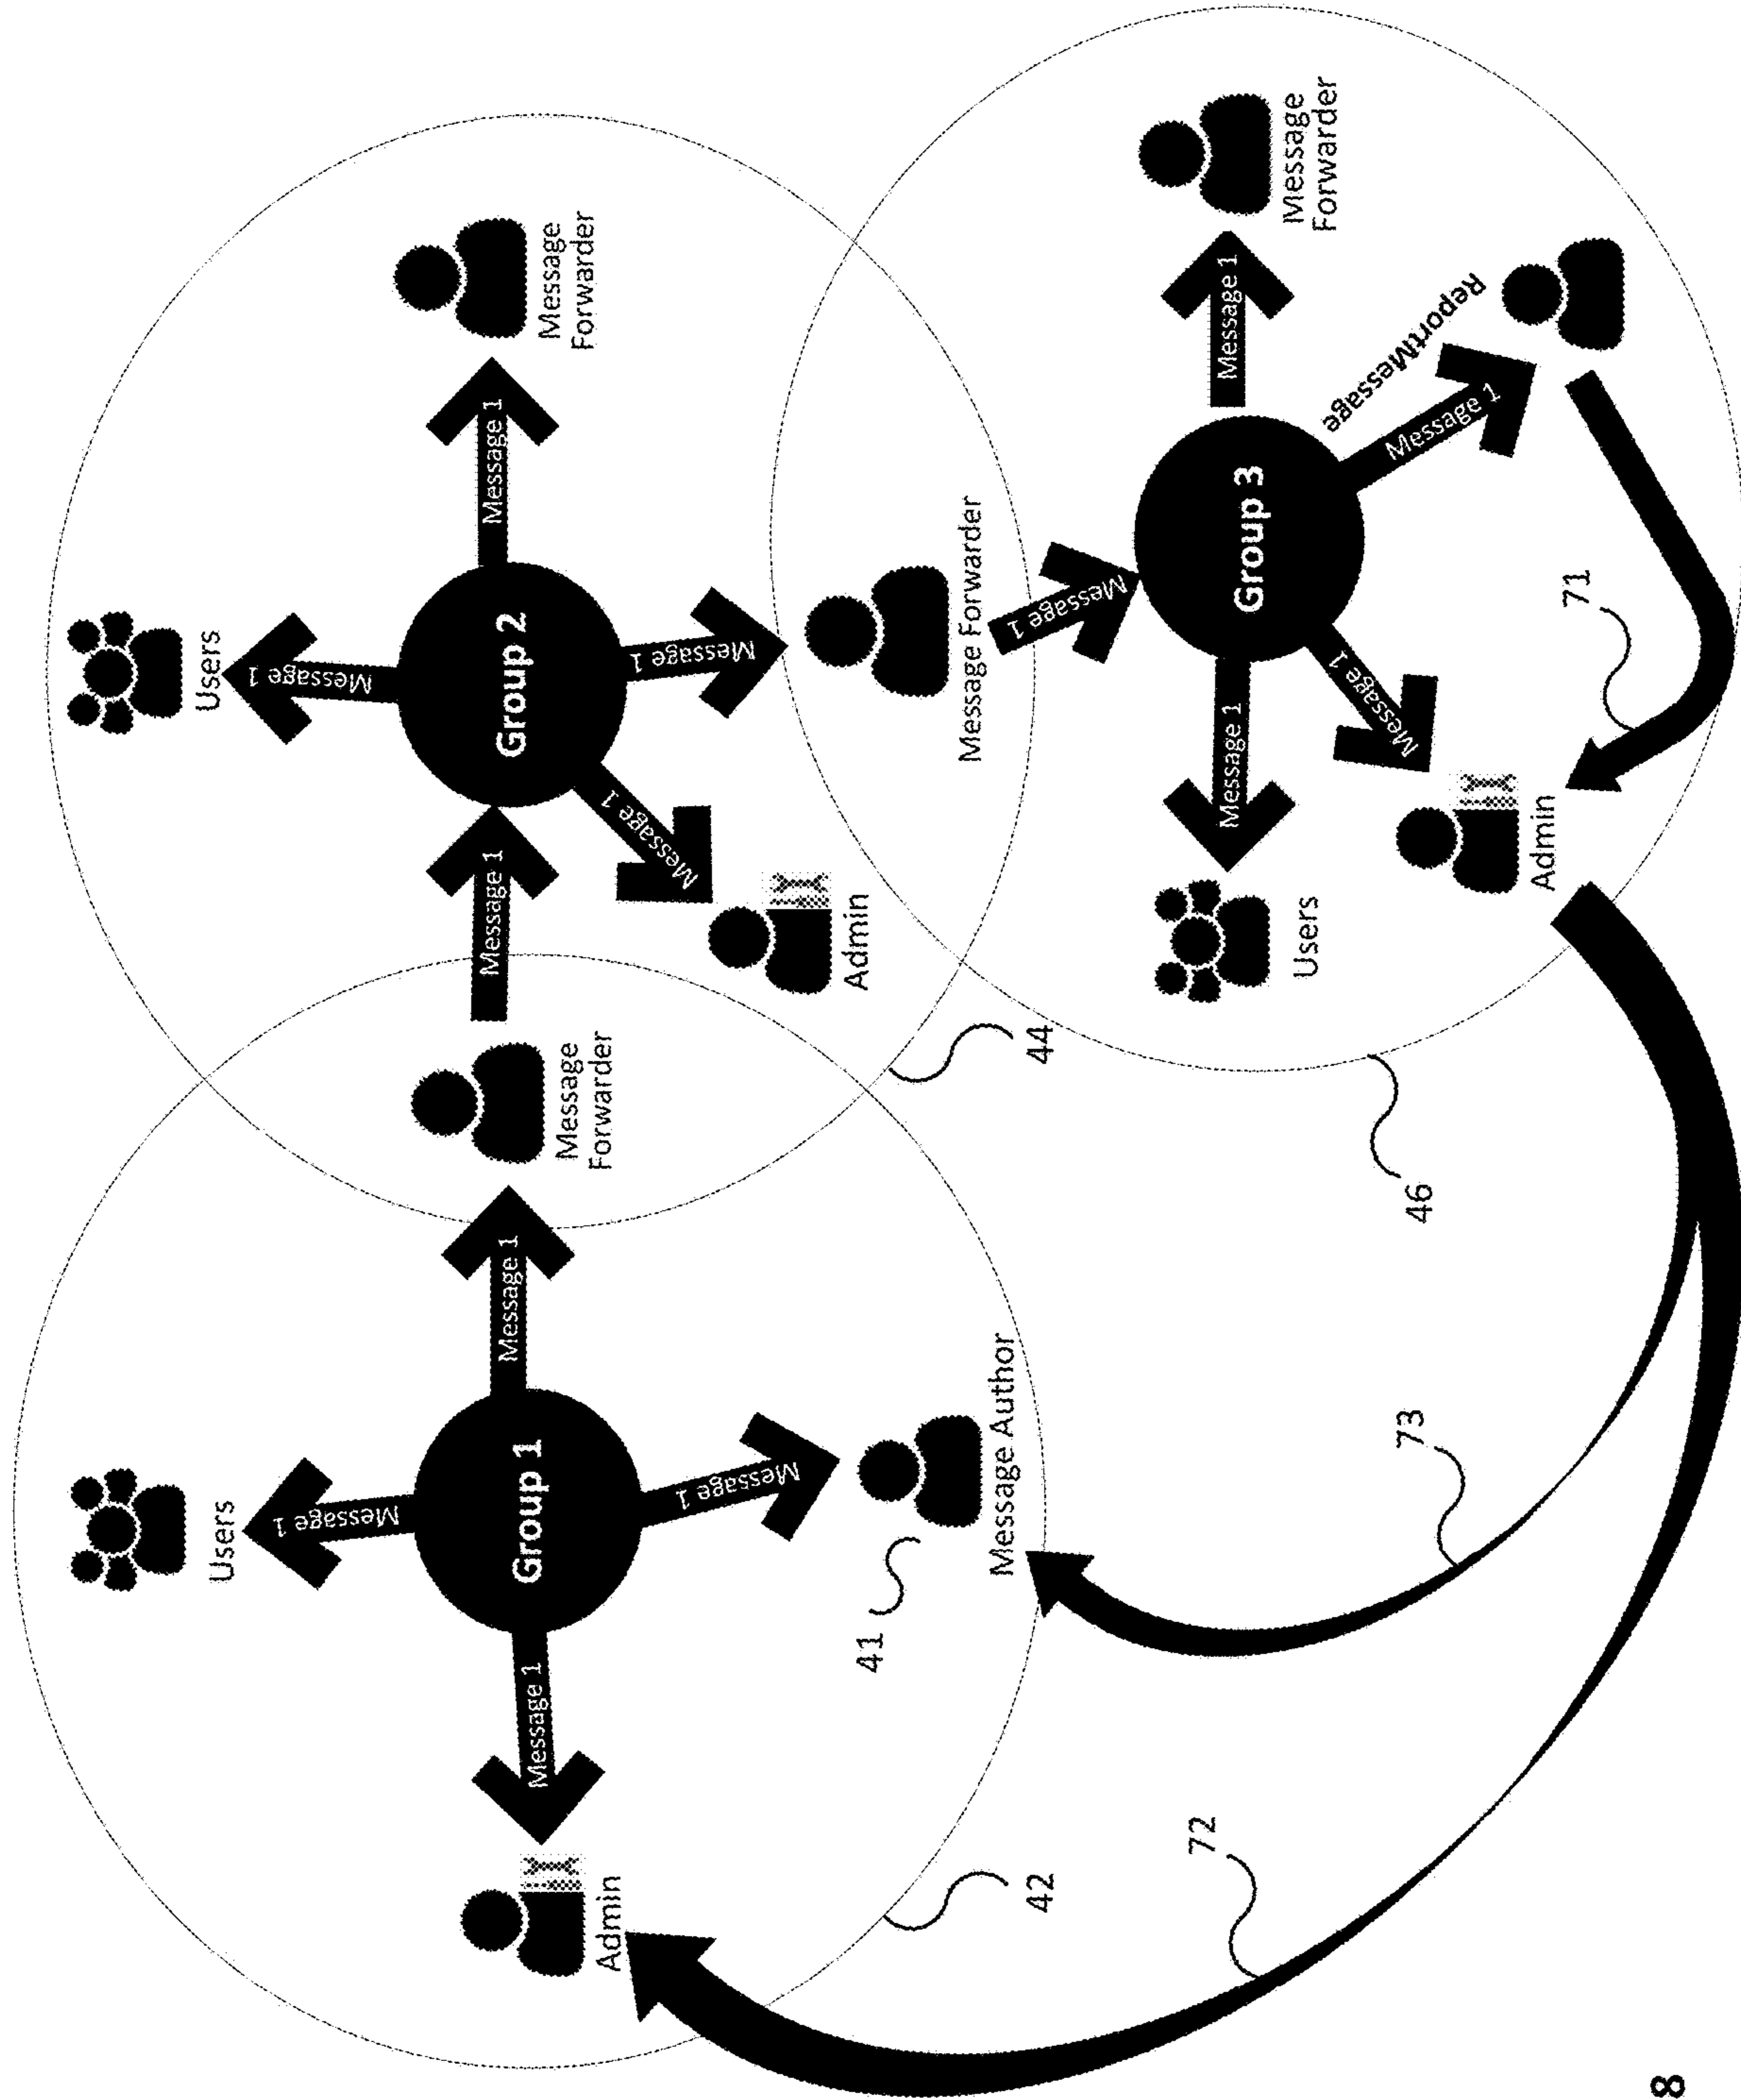 Users
Message 1
Admin
Message 1
Group 1
Message 1
Message
Forwarder
Message 1
41
Message Author
42
Users
Message 1
Message 1
Group 2
Message 1
Message
Forwarder
Message 1
Admin
Message 1
Message Forwarder
44
Message 1
Users
Message 1
Group 3
Message 1
Message
Forwarder
Message 1
Admin
Message 1
ReportMessage
46
71
72
73
8